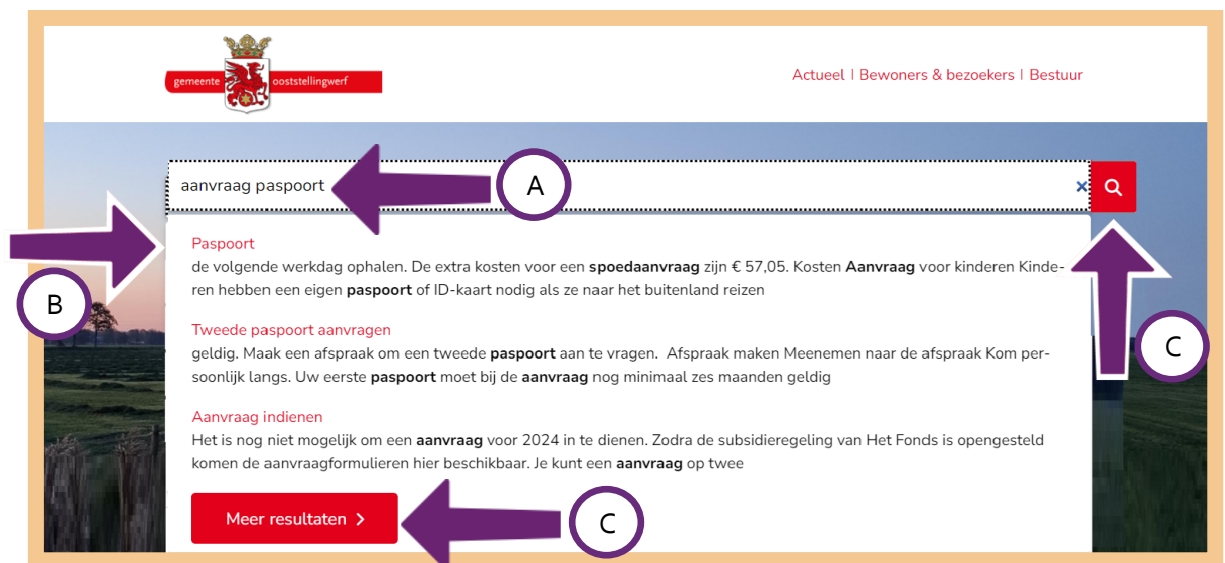 gemeente ooststellingwerf
Actueel | Bewoners & bezoekers | Bestuur
aanvraag paspoort
A
B
Paspoort
de volgende werkdag ophalen. De extra kosten voor een spoedaanvraag zijn € 57,05. Kosten Aanvraag voor kinderen Kinde-
ren hebben een eigen paspoort of ID-kaart nodig als ze naar het buitenland reizen
Tweede paspoort aanvragen
geldig. Maak een afspraak om een tweede paspoort aan te vragen. Afspraak maken Meenemen naar de afspraak Kom per-
soonlijk langs. Uw eerste paspoort moet bij de aanvraag nog minimaal zes maanden geldig
C
Aanvraag indienen
Het is nog niet mogelijk om een aanvraag voor 2024 in te dienen. Zodra de subsidieregeling van Het Fonds is opengesteld
komen de aanvraagformulieren hier beschikbaar. Je kunt een aanvraag op twee
Meer resultaten
C